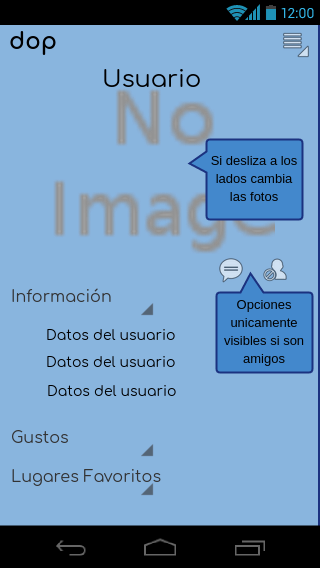 12:00
dop
Usuario
No
Image
Si desliza a los
lados cambia
las fotos
Información
Opciones
unicamente
visibles si son
amigos
Datos del usuario
Datos del usuario
Datos del usuario
Gustos
Lugares Favoritos